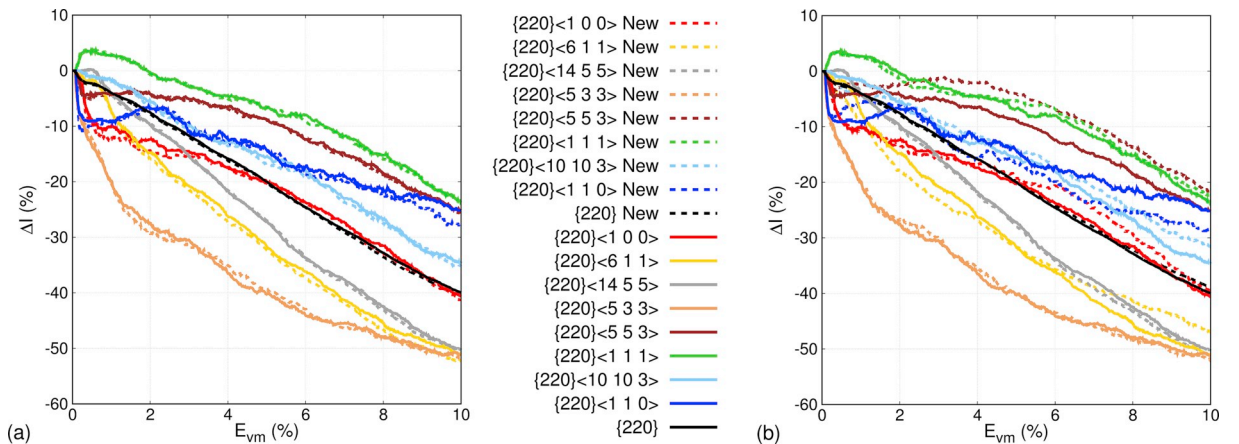 10
0
-10
-20
-30
-40
-50
-60
ΔI (%)
0 2 4 6 8 10
E_vm (%)
(a)
{220}<1 0 0> New
{220}<6 1 1> New
{220}<14 5 5> New
{220}<5 3 3> New
{220}<5 5 3> New
{220}<1 1 1> New
{220}<10 10 3> New
{220}<1 1 0> New
{220} New
{220}<1 0 0>
{220}<6 1 1>
{220}<14 5 5>
{220}<5 3 3>
{220}<5 5 3>
{220}<1 1 1>
{220}<10 10 3>
{220}<1 1 0>
{220}
10
0
-10
-20
-30
-40
-50
-60
ΔI (%)
0 2 4 6 8 10
E_vm (%)
(b)